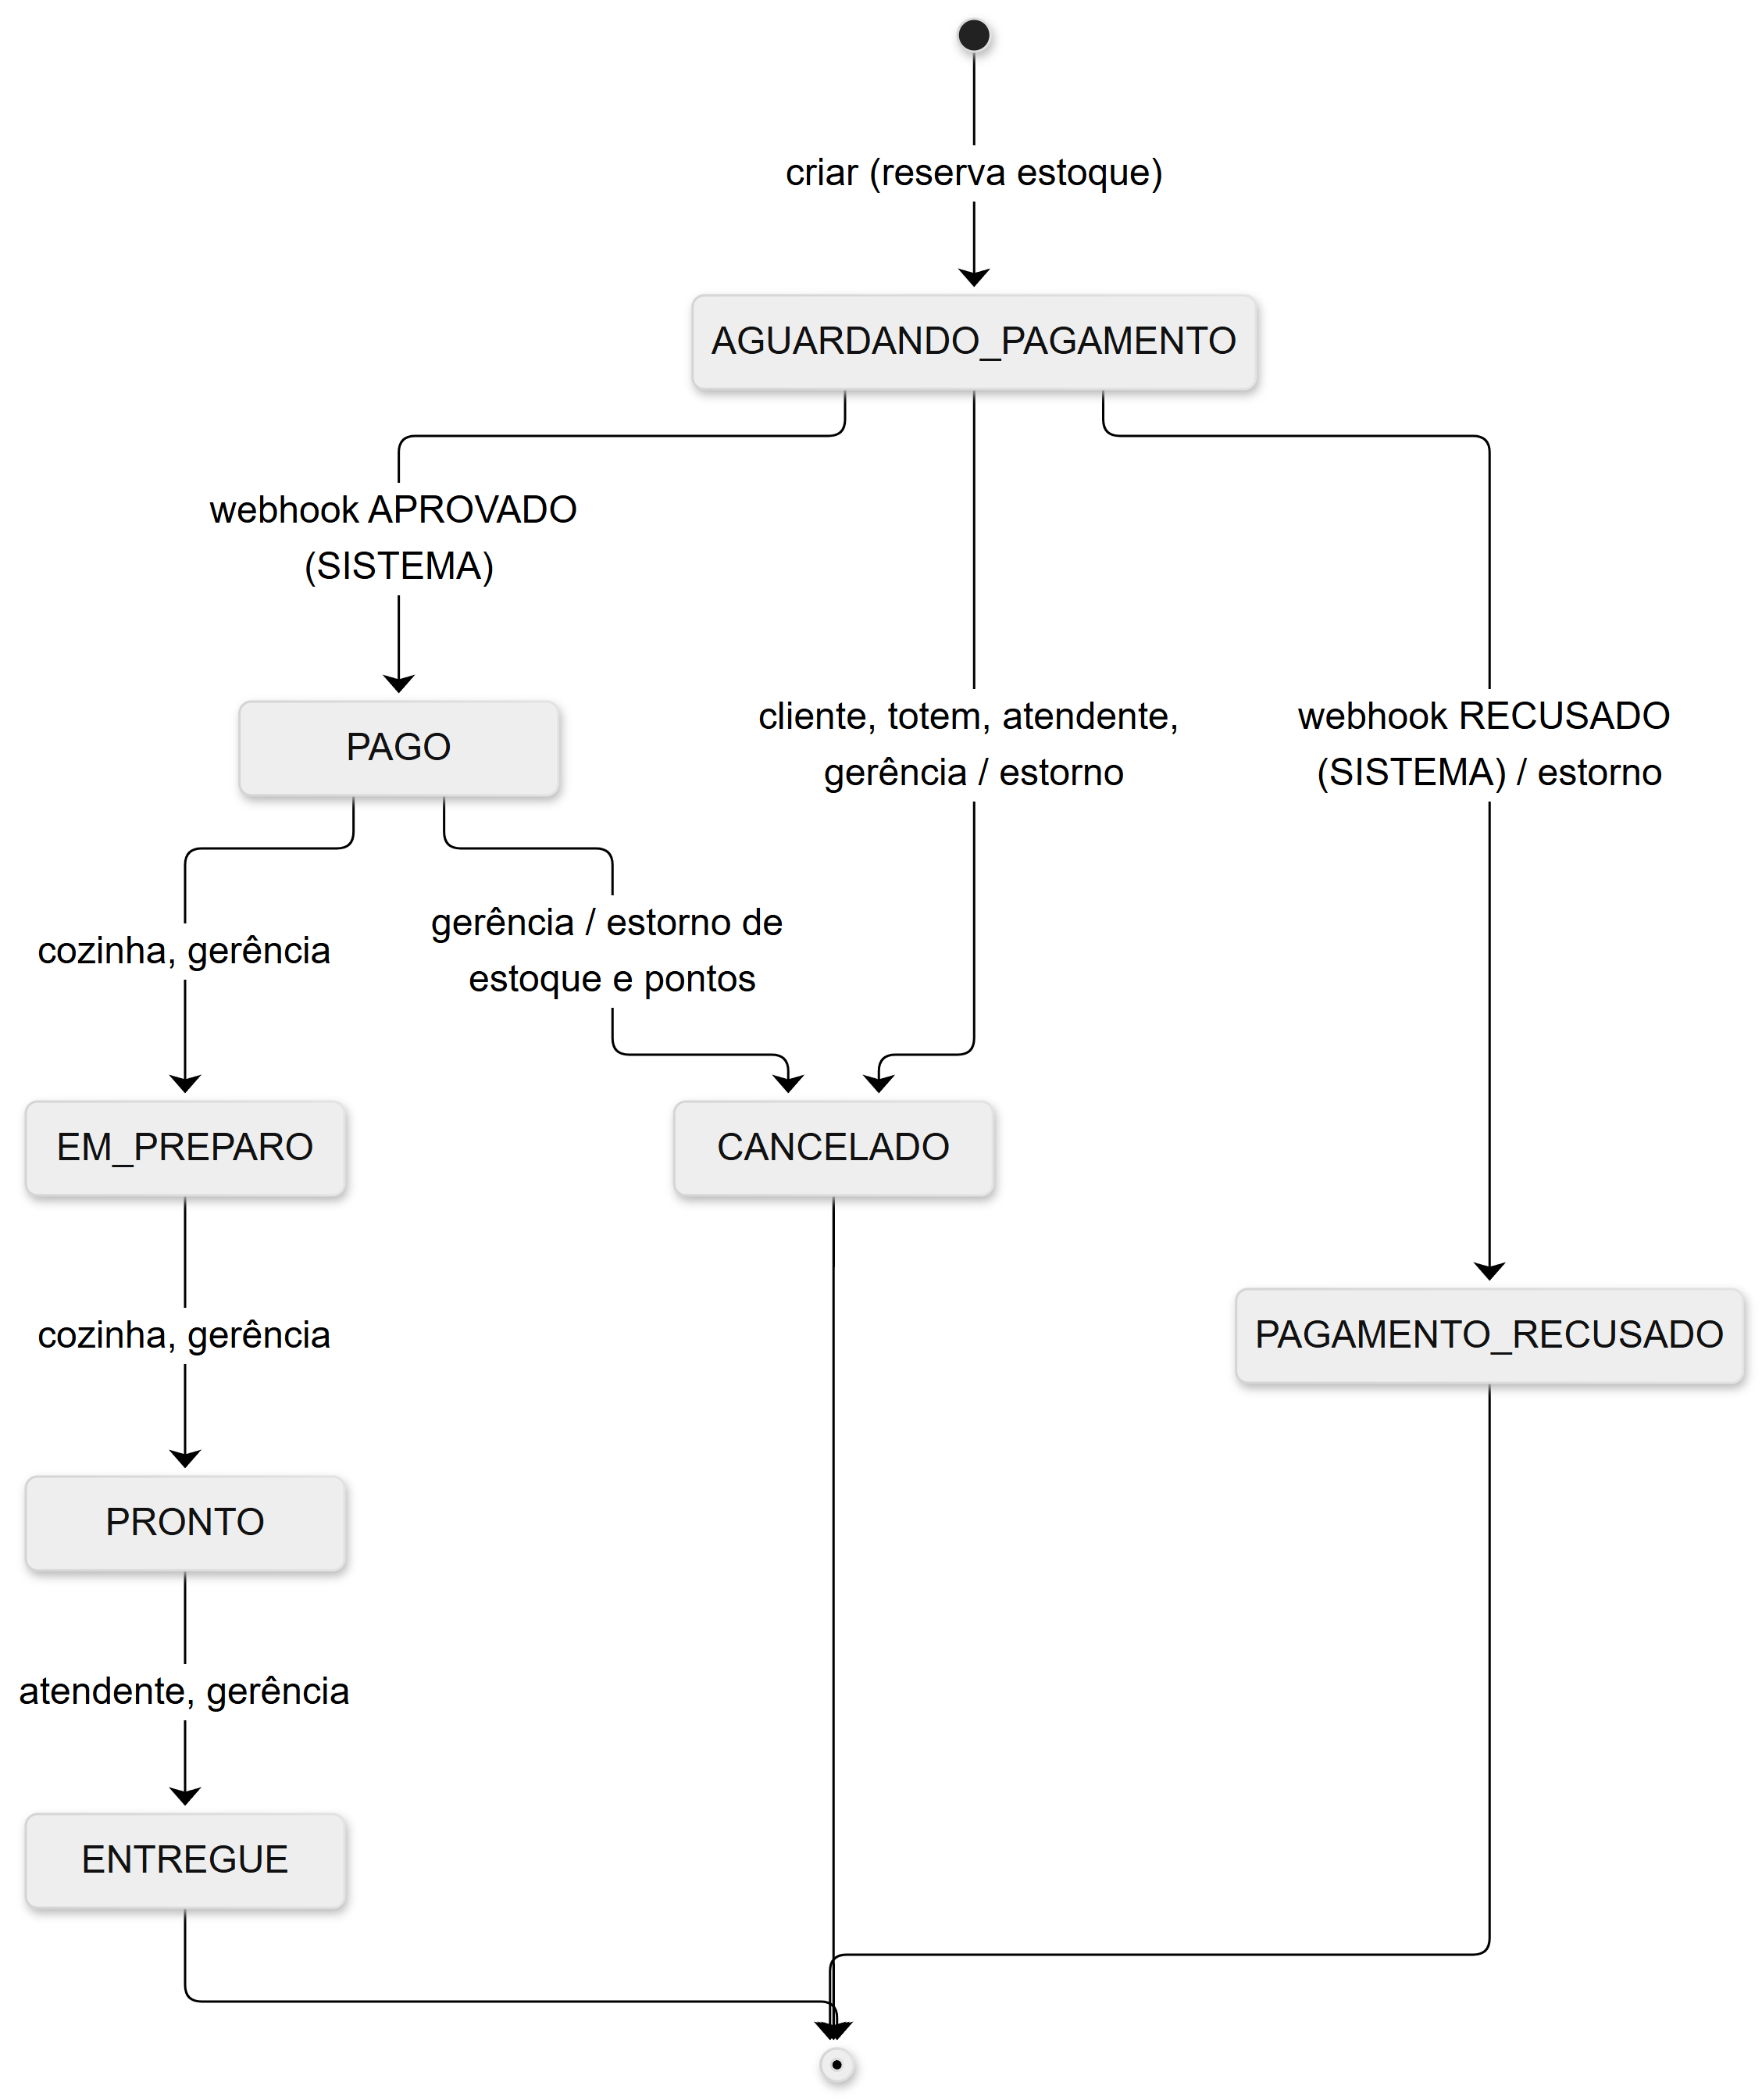 criar (reserva estoque)
AGUARDANDO_PAGAMENTO
webhook APROVADO
(SISTEMA)
PAGO
cliente, totem, atendente,
gerência / estorno
webhook RECUSADO
(SISTEMA) / estorno
cozinha, gerência
gerência / estorno de
estoque e pontos
EM_PREPARO
CANCELADO
cozinha, gerência
PAGAMENTO_RECUSADO
PRONTO
atendente, gerência
ENTREGUE